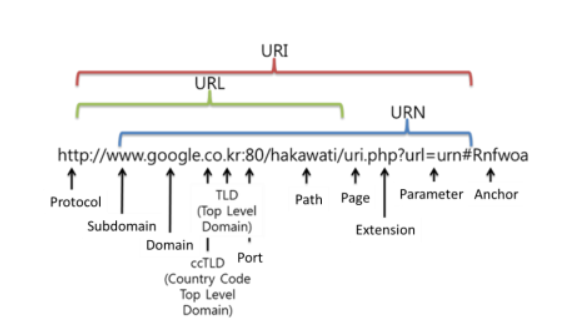 URI
URL
URN
http://www.google.co.kr:80/hakawati/uri.php?url=urn#Rnfwoa
Protocol
Subdomain
Domain
TLD
(Top Level
Domain)
ccTLD
(Country Code
Top Level
Domain)
Port
Path
Page
Extension
Parameter
Anchor